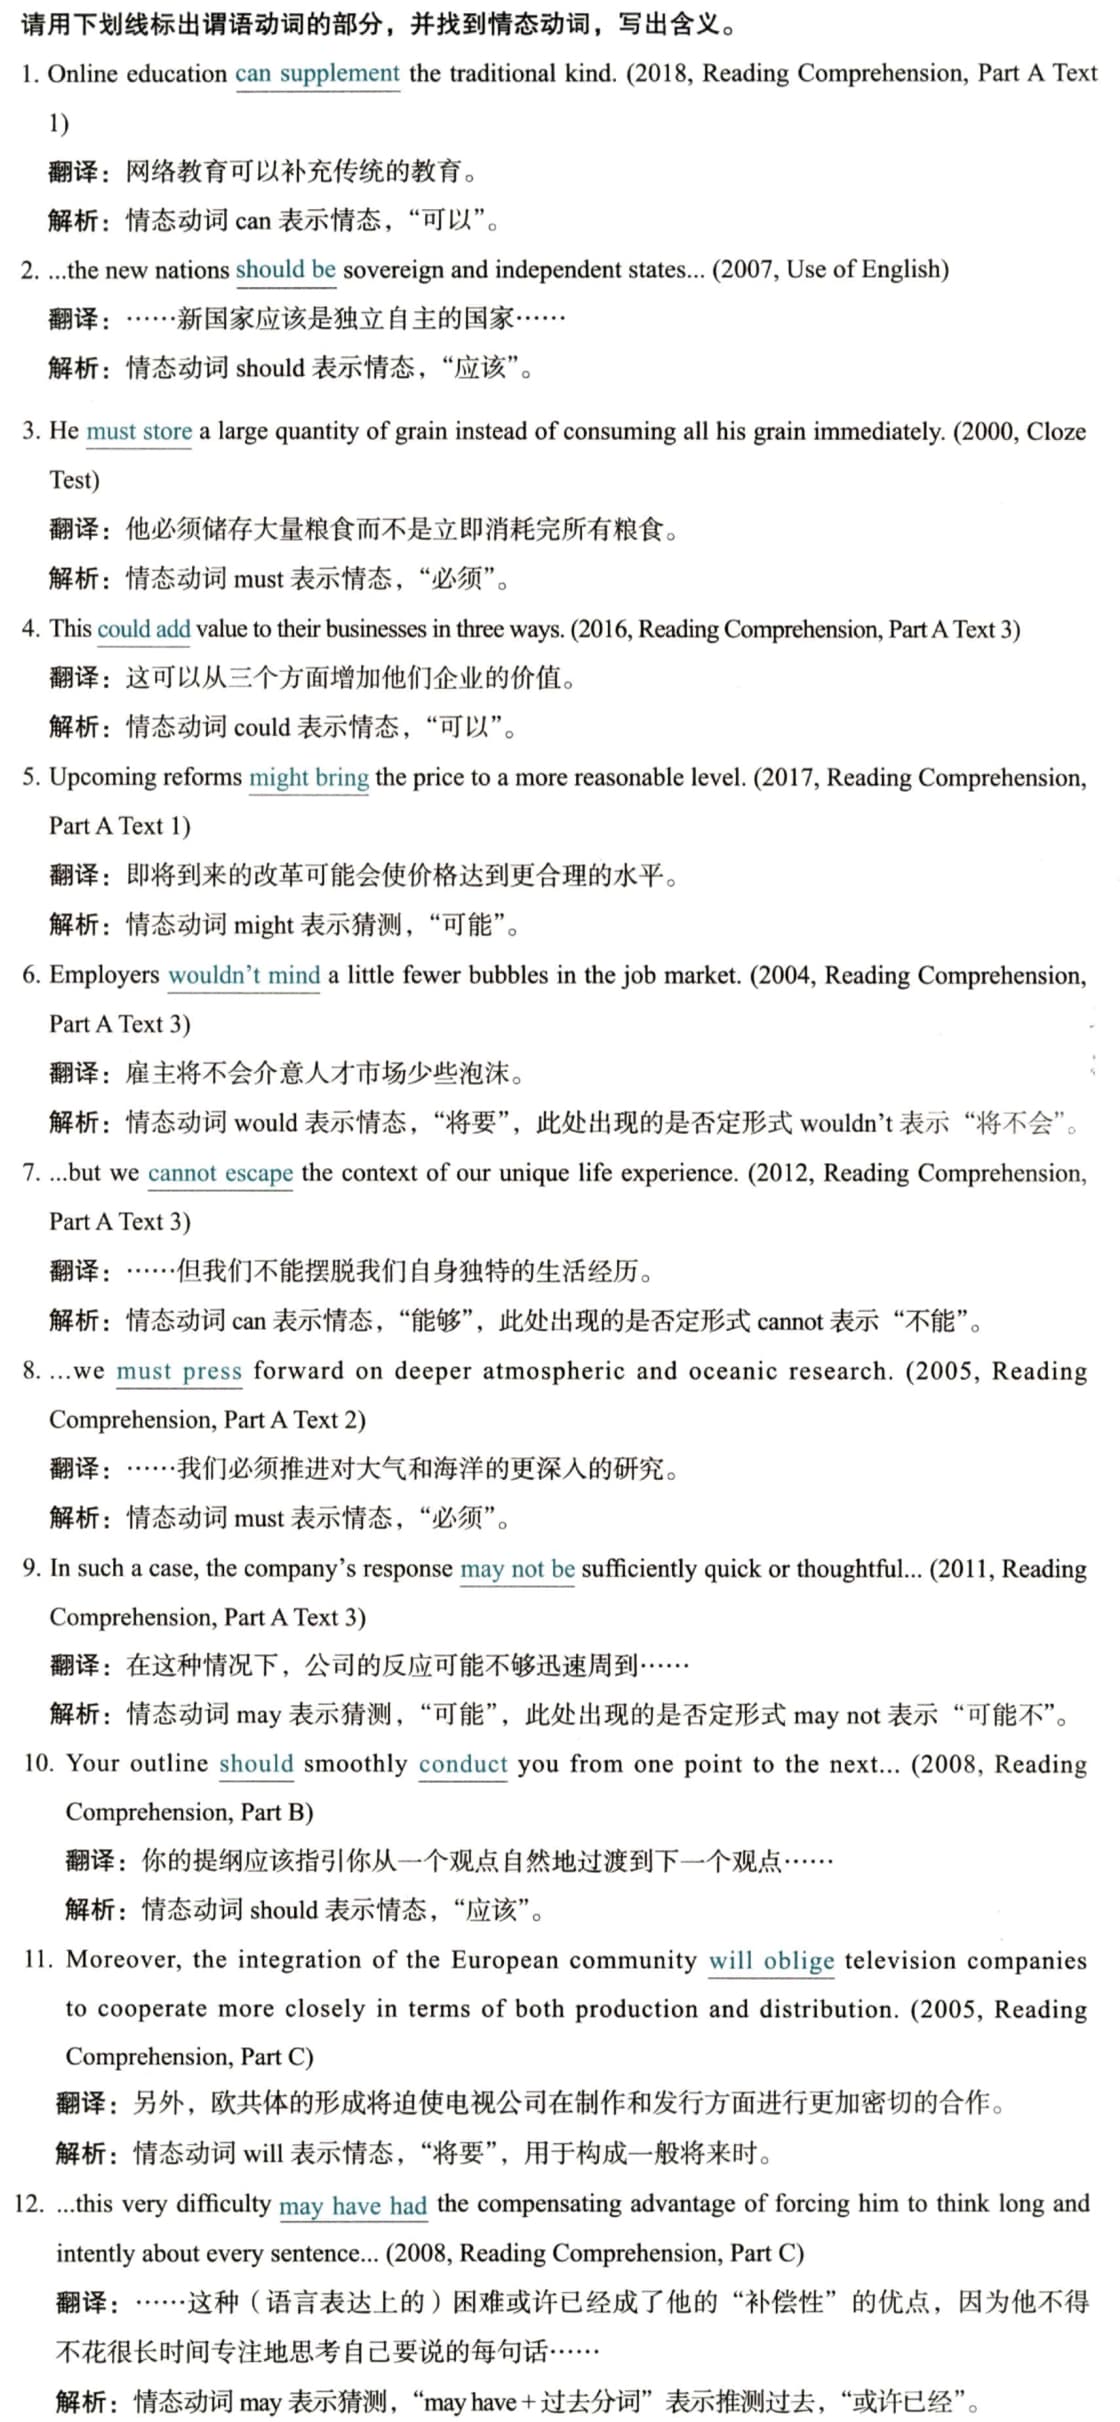 请用下划线标出谓语动词的部分，并找到情态动词，写出含义。
1. Online education can supplement the traditional kind. (2018, Reading Comprehension, Part A Text
1)
翻译：网络教育可以补充传统的教育。
解析：情态动词 can 表示情态，“可以”。
2. ...the new nations should be sovereign and independent states... (2007, Use of English)
翻译：……新国家应该是独立自主的国家……
解析：情态动词 should 表示情态，“应该”。
3. He must store a large quantity of grain instead of consuming all his grain immediately. (2000, Cloze
Test)
翻译：他必须储存大量粮食而不是立即消耗完所有粮食。
解析：情态动词 must 表示情态，“必须”。
4. This could add value to their businesses in three ways. (2016, Reading Comprehension, Part A Text 3)
翻译：这可以从三个方面增加他们企业的价值。
解析：情态动词 could 表示情态，“可以”。
5. Upcoming reforms might bring the price to a more reasonable level. (2017, Reading Comprehension,
Part A Text 1)
翻译：即将到来的改革可能会使价格达到更合理的水平。
解析：情态动词 might 表示猜测，“可能”。
6. Employers wouldn’t mind a little fewer bubbles in the job market. (2004, Reading Comprehension,
Part A Text 3)
翻译：雇主将不会介意人才市场少些泡沫。
解析：情态动词 would 表示情态，“将要”，此处出现的是否定形式 wouldn’t 表示“将不会”。
7. ...but we cannot escape the context of our unique life experience. (2012, Reading Comprehension,
Part A Text 3)
翻译：……但我们不能摆脱我们自身独特的生活经历。
解析：情态动词 can 表示情态，“能够”，此处出现的是否定形式 cannot 表示“不能”。
8. ...we must press forward on deeper atmospheric and oceanic research. (2005, Reading
Comprehension, Part A Text 2)
翻译：……我们必须推进对大气和海洋的更深入的研究。
解析：情态动词 must 表示情态，“必须”。
9. In such a case, the company’s response may not be sufficiently quick or thoughtful... (2011, Reading
Comprehension, Part A Text 3)
翻译：在这种情况下，公司的反应可能不够迅速周到……
解析：情态动词 may 表示猜测，“可能”，此处出现的是否定形式 may not 表示“可能不”。
10. Your outline should smoothly conduct you from one point to the next... (2008, Reading
Comprehension, Part B)
翻译：你的提纲应该指引你从一个观点自然地过渡到下一个观点……
解析：情态动词 should 表示情态，“应该”。
11. Moreover, the integration of the European community will oblige television companies
to cooperate more closely in terms of both production and distribution. (2005, Reading
Comprehension, Part C)
翻译：另外，欧共体的形成将迫使电视公司在制作和发行方面进行更加密切的合作。
解析：情态动词 will 表示情态，“将要”，用于构成一般将来时。
12. ...this very difficulty may have had the compensating advantage of forcing him to think long and
intently about every sentence... (2008, Reading Comprehension, Part C)
翻译：……这种（语言表达上的）困难或许已经成了他的“补偿性”的优点，因为他不得
不花很长时间专注地思考自己要说的每句话……
解析：情态动词 may 表示猜测，“may have + 过去分词”表示推测过去，“或许已经”。